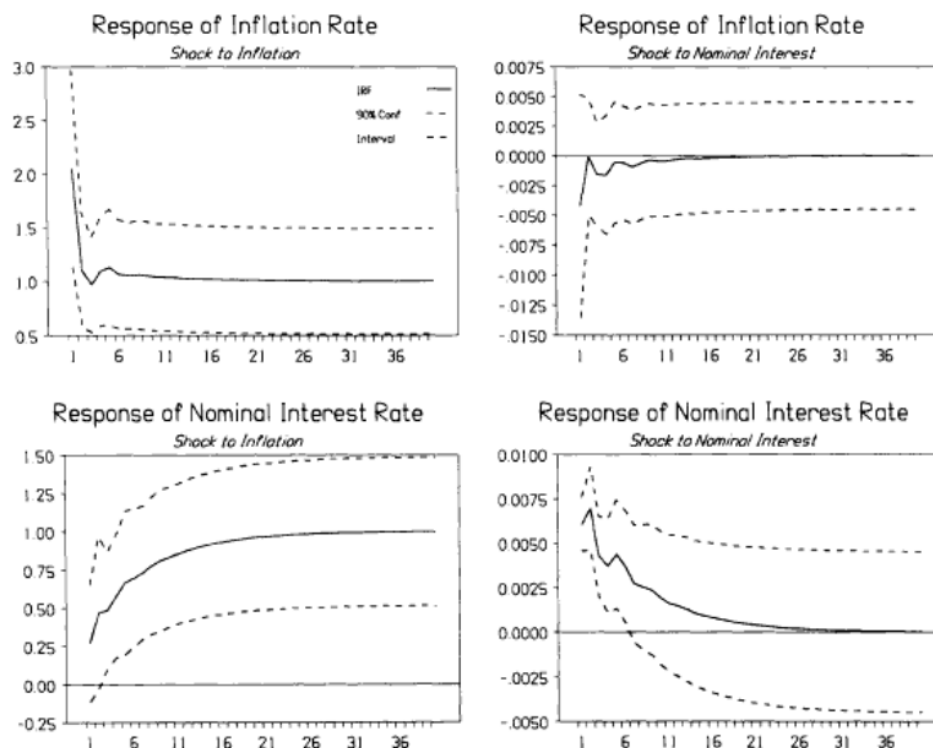 Response of Inflation Rate
Shock to Inflation
3.0
2.5
2.0
1.5
1.0
0.5
IRF
90% Conf
Interval
1 6 11 16 21 26 31 36
Response of Inflation Rate
Shock to Nominal Interest
0.0075
0.0050
0.0025
0.0000
-.0025
-.0050
-.0075
-.0100
-.0125
-.0150
1 6 11 16 21 26 31 36
Response of Nominal Interest Rate
Shock to Inflation
1.50
1.25
1.00
0.75
0.50
0.25
0.00
-0.25
1 6 11 16 21 26 31 36
Response of Nominal Interest Rate
Shock to Nominal Interest
0.0100
0.0075
0.0050
0.0025
0.0000
-.0025
-.0050
1 6 11 16 21 26 31 36